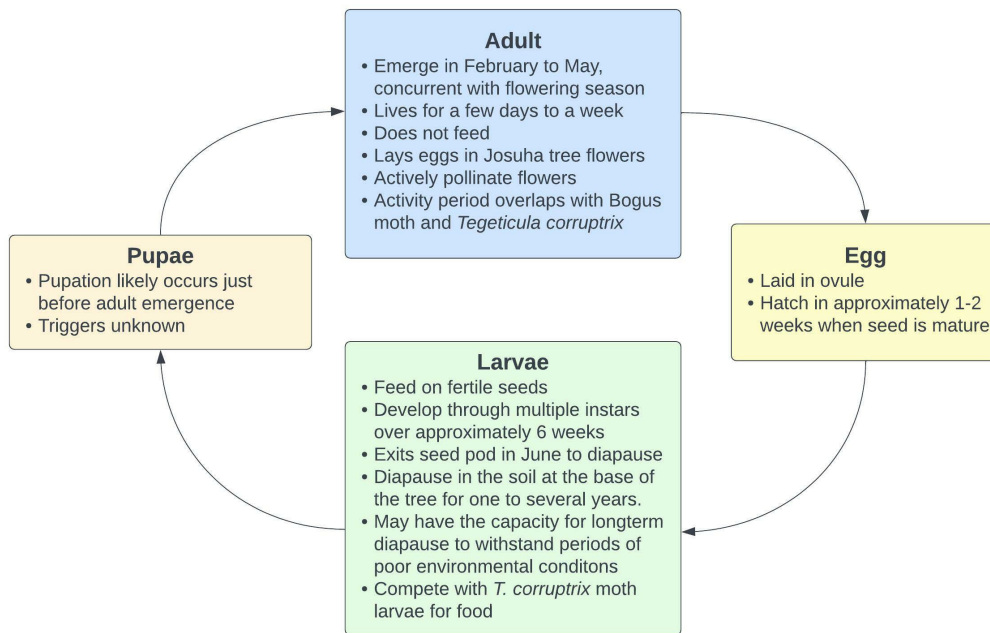 Adult
• Emerge in February to May,
concurrent with flowering season
• Lives for a few days to a week
• Does not feed
• Lays eggs in Josuha tree flowers
• Actively pollinate flowers
• Activity period overlaps with Bogus
moth and Tegeticula corruptrix
Egg
• Laid in ovule
• Hatch in approximately 1-2
weeks when seed is mature
Larvae
• Feed on fertile seeds
• Develop through multiple instars
over approximately 6 weeks
• Exits seed pod in June to diapause
• Diapause in the soil at the base of
the tree for one to several years.
• May have the capacity for longterm
diapause to withstand periods of
poor environmental conditons
• Compete with T. corruptrix moth
larvae for food
Pupae
• Pupation likely occurs just
before adult emergence
• Triggers unknown